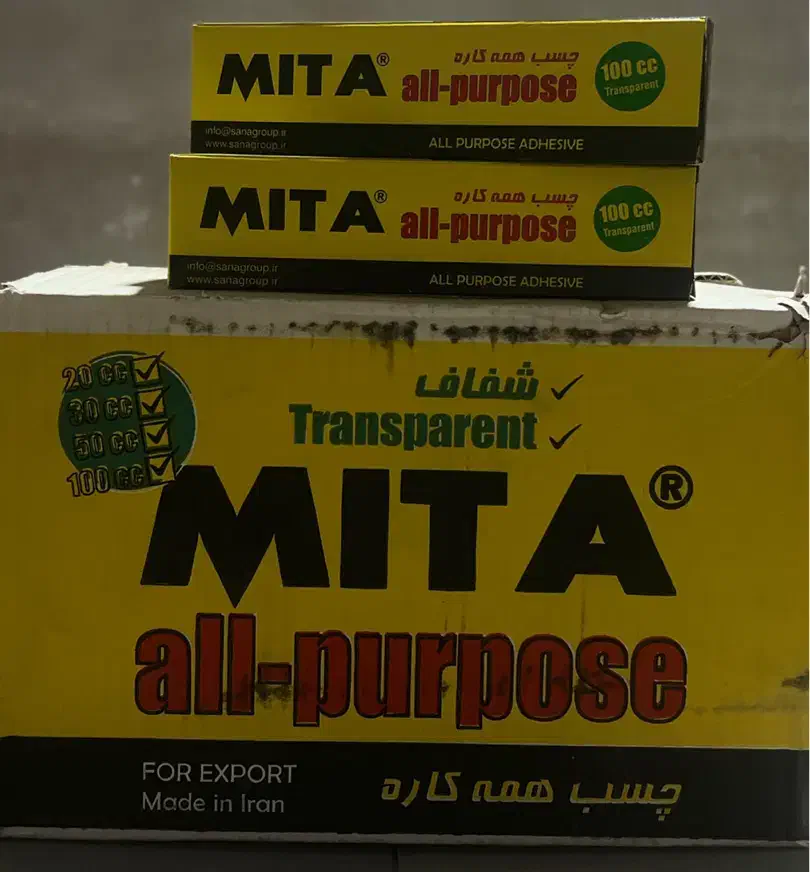 MITA®
چسب همه کاره
all-purpose
100 cc
Transparent
info@sanagroup.ir
www.sanagroup.ir
ALL PURPOSE ADHESIVE
MITA®
چسب همه کاره
all-purpose
100 cc
Transparent
info@sanagroup.ir
www.sanagroup.ir
ALL PURPOSE ADHESIVE
20 CC
30 CC
50 CC
100 CC
شفاف
Transparent
MITA®
all-purpose
FOR EXPORT
Made in Iran
چسب همه کاره